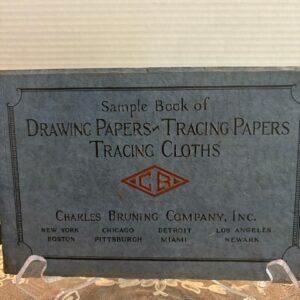 Sample Book of
DRAWING PAPERS~TRACING PAPERS
TRACING CLOTHS
CB
CHARLES BRUNING COMPANY, INC.
NEW YORK CHICAGO DETROIT LOS ANGELES
BOSTON PITTSBURGH MIAMI NEWARK